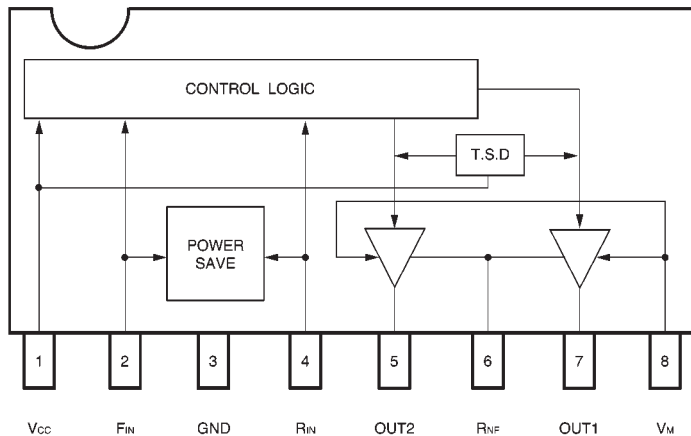 CONTROL LOGIC
T.S.D
POWER
SAVE
1 2 3 4 5 6 7 8
VCC FIN GND RIN OUT2 RNF OUT1 VM